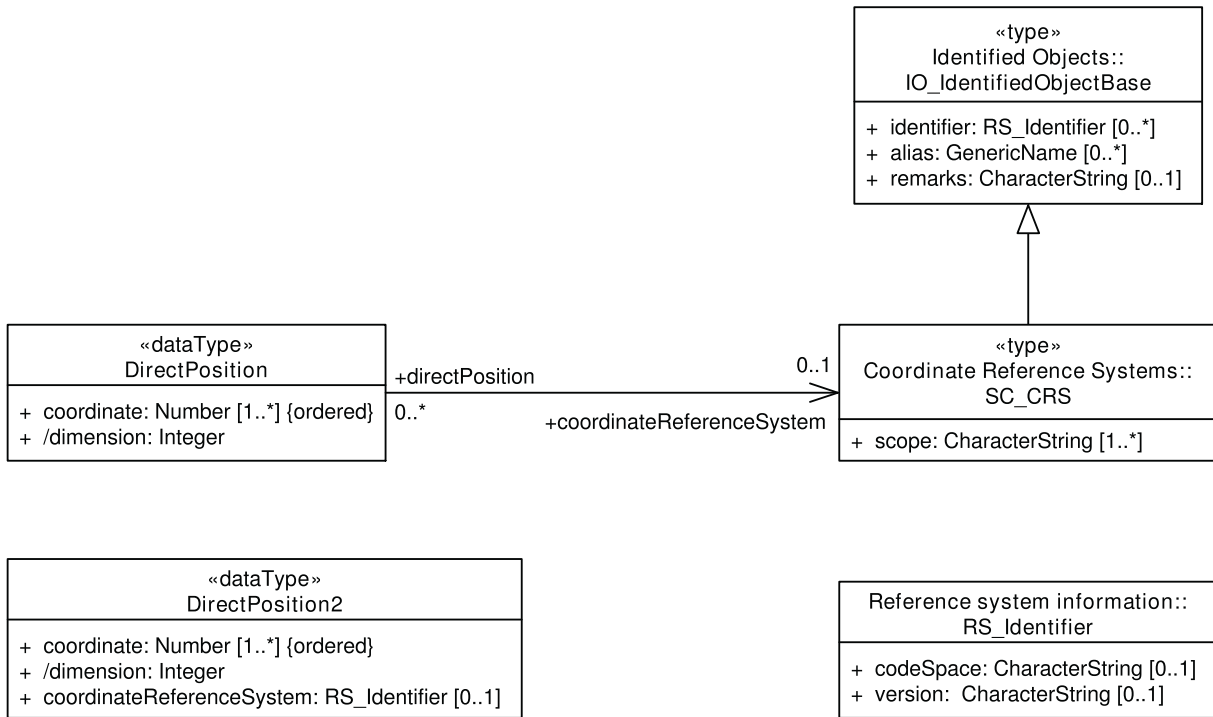 «type»
Identified Objects::
IO_IdentifiedObjectBase
+ identifier: RS_Identifier [0..*]
+ alias: GenericName [0..*]
+ remarks: CharacterString [0..1]
«dataType»
DirectPosition
+ coordinate: Number [1..*] {ordered}
+ /dimension: Integer
+directPosition
0..*
0..1
+coordinateReferenceSystem
«type»
Coordinate Reference Systems::
SC_CRS
+ scope: CharacterString [1..*]
«dataType»
DirectPosition2
+ coordinate: Number [1..*] {ordered}
+ /dimension: Integer
+ coordinateReferenceSystem: RS_Identifier [0..1]
Reference system information::
RS_Identifier
+ codeSpace: CharacterString [0..1]
+ version: CharacterString [0..1]